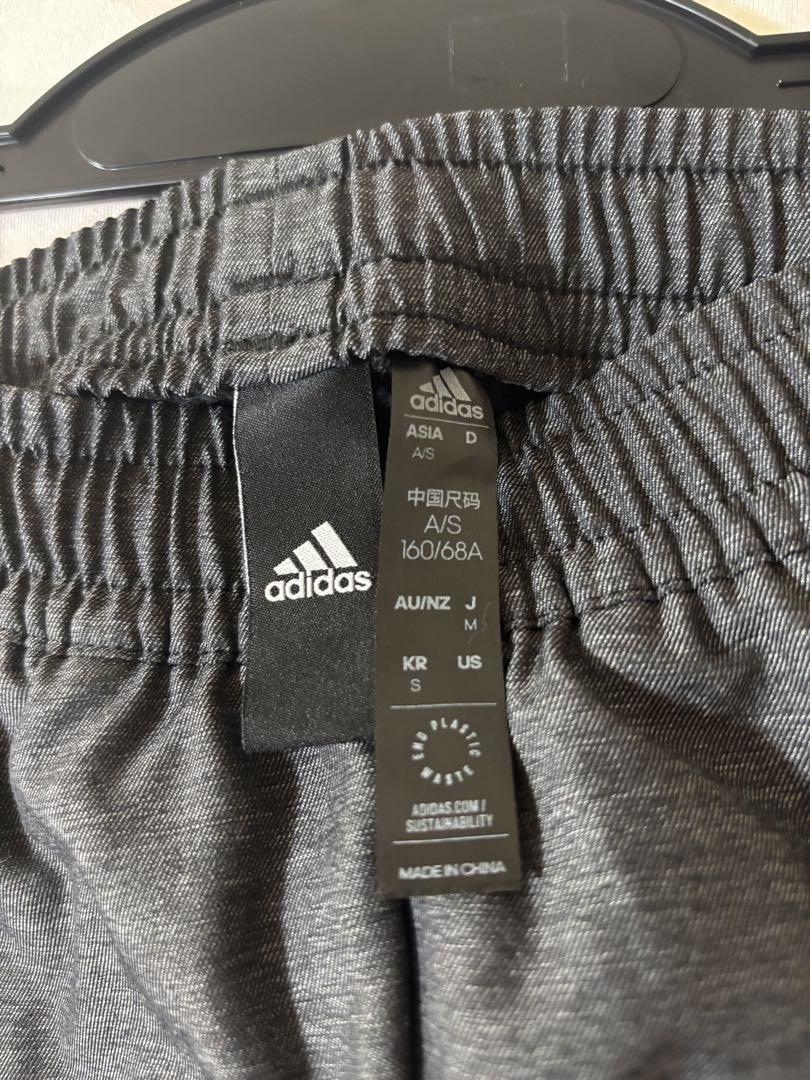 adidas
adidas
ASIA D
A/S
中国尺码
A/S
160/68A
AU/NZ J
M
KR US
S
END PLASTIC WASTE
ADIDAS.COM/
SUSTAINABILITY
MADE IN CHINA